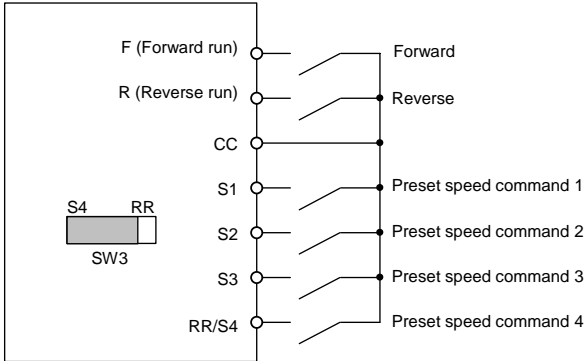 F (Forward run)
Forward
R (Reverse run)
Reverse
CC
S1
Preset speed command 1
S4 RR
SW3
S2
Preset speed command 2
S3
Preset speed command 3
RR/S4
Preset speed command 4